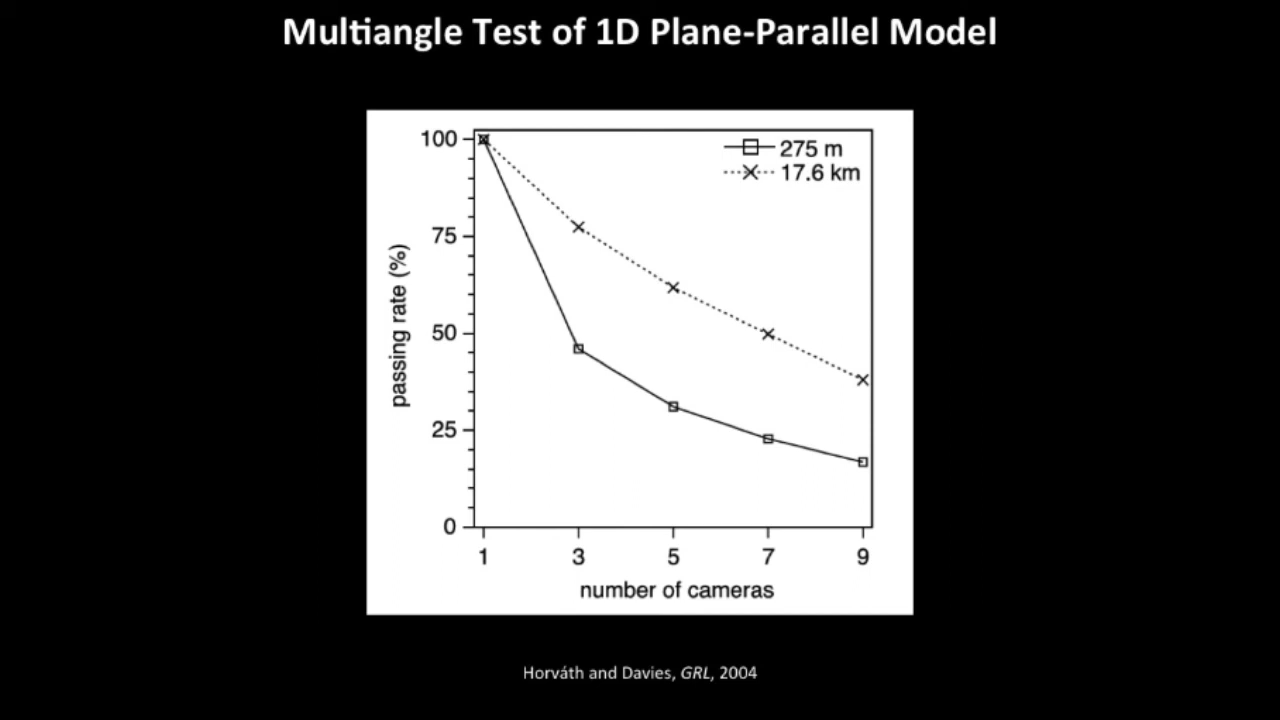 Multiangle Test of 1D Plane-Parallel Model
275 m
17.6 km
100
75
50
25
0
passing rate (%)
1 3 5 7 9
number of cameras
Horváth and Davies, GRL, 2004